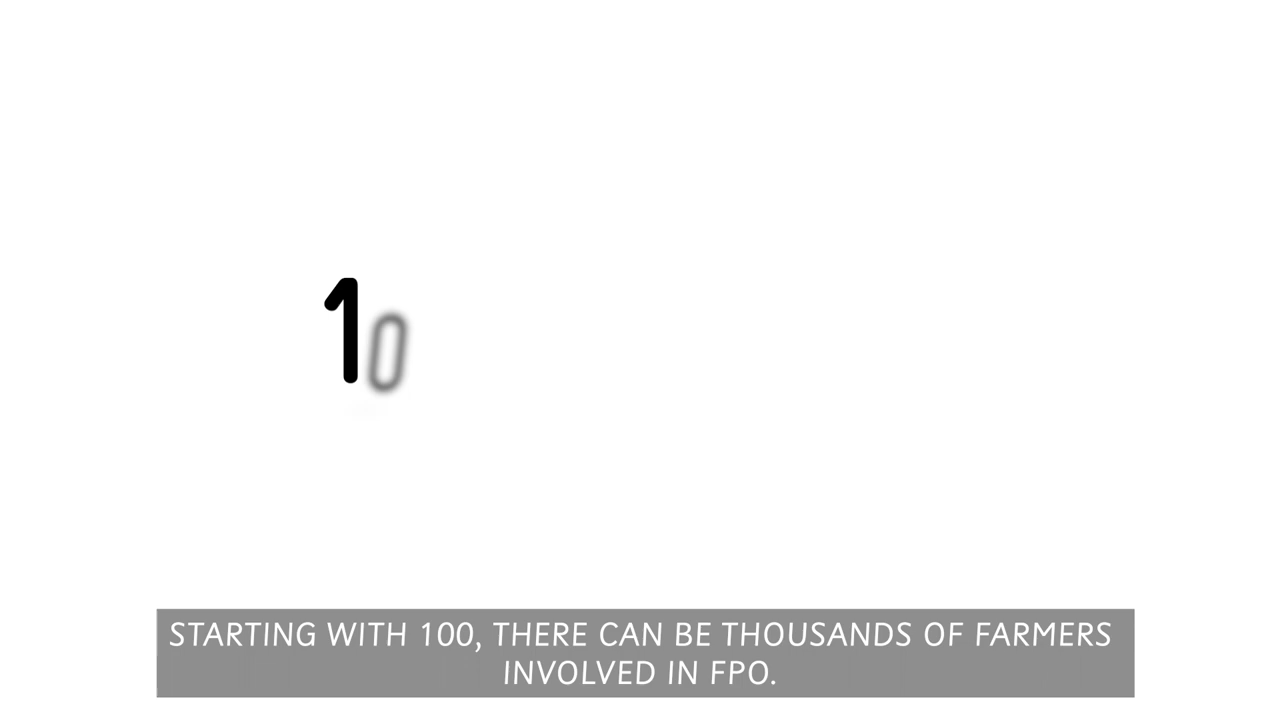 10
STARTING WITH 100, THERE CAN BE THOUSANDS OF FARMERS
INVOLVED IN FPO.